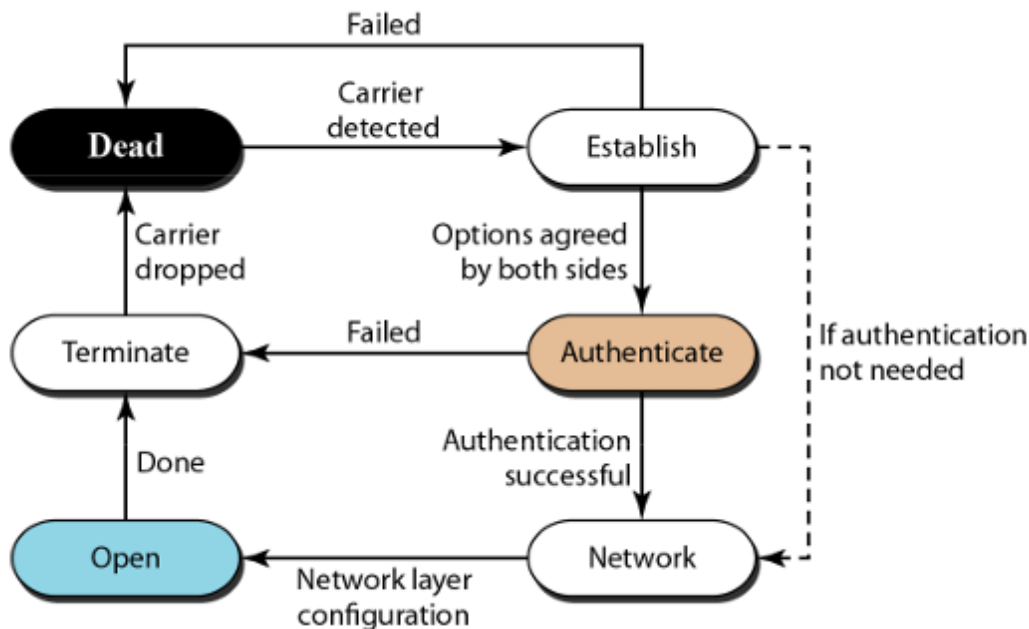 Failed
Carrier
detected
Dead
Establish
Carrier
dropped
Options agreed
by both sides
If authentication
not needed
Terminate
Failed
Authenticate
Done
Authentication
successful
Open
Network
Network layer
configuration